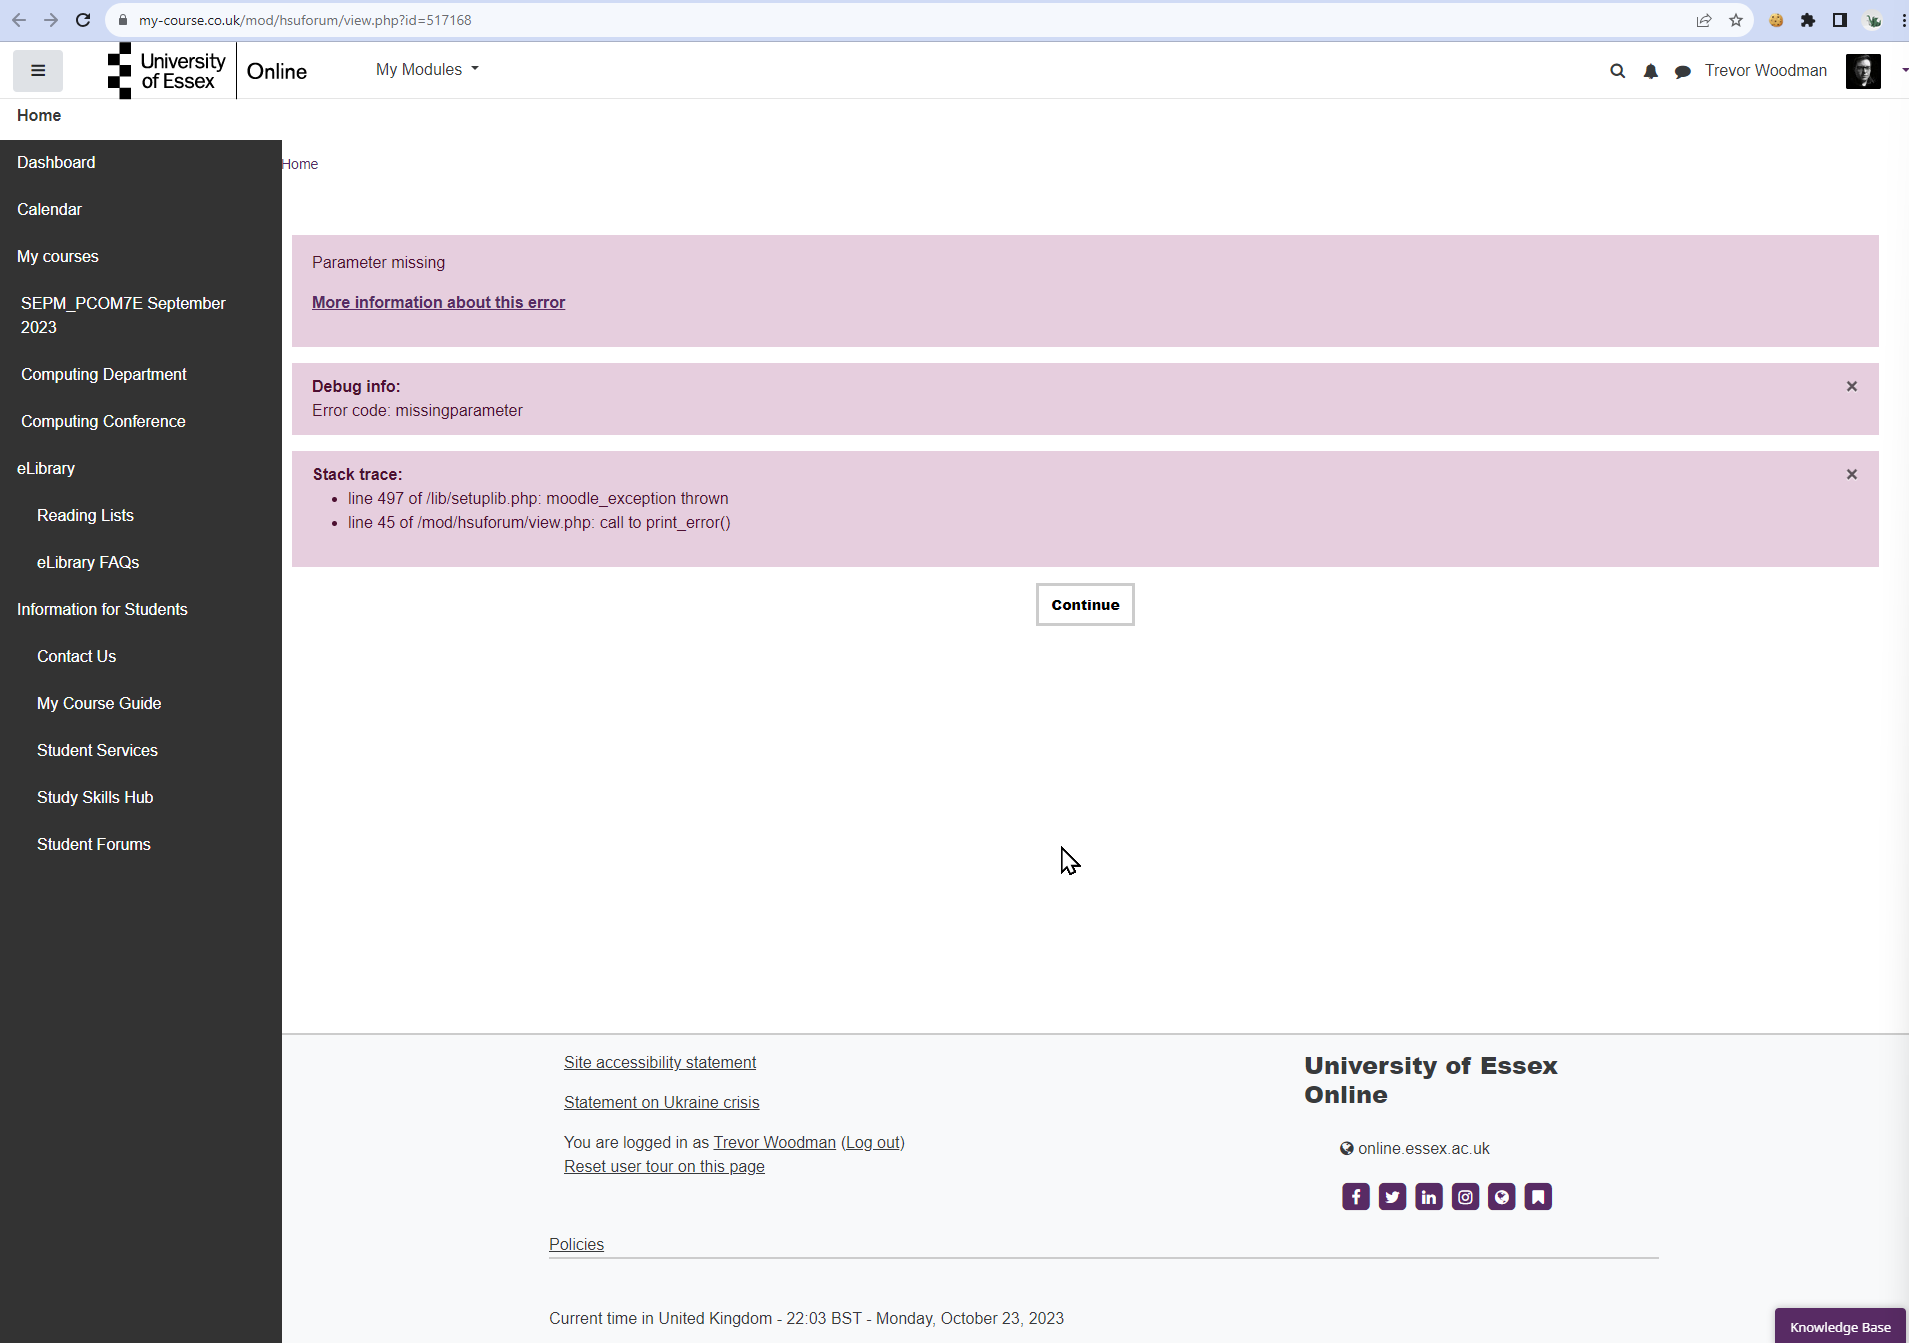 my-course.co.uk/mod/hsuforum/view.php?id=517168
University
of Essex
Online
My Modules
Trevor Woodman
Home
Dashboard
Calendar
My courses
SEPM_PCOM7E September
2023
Computing Department
Computing Conference
eLibrary
Reading Lists
eLibrary FAQs
Information for Students
Contact Us
My Course Guide
Student Services
Study Skills Hub
Student Forums
Home
Parameter missing
More information about this error
Debug info:
Error code: missingparameter
×
Stack trace:
×
• line 497 of /lib/setuplib.php: moodle_exception thrown
• line 45 of /mod/hsuforum/view.php: call to print_error()
Continue
Site accessibility statement
Statement on Ukraine crisis
You are logged in as Trevor Woodman (Log out)
Reset user tour on this page
University of Essex
Online
online.essex.ac.uk
Policies
Current time in United Kingdom - 22:03 BST - Monday, October 23, 2023
Knowledge Base